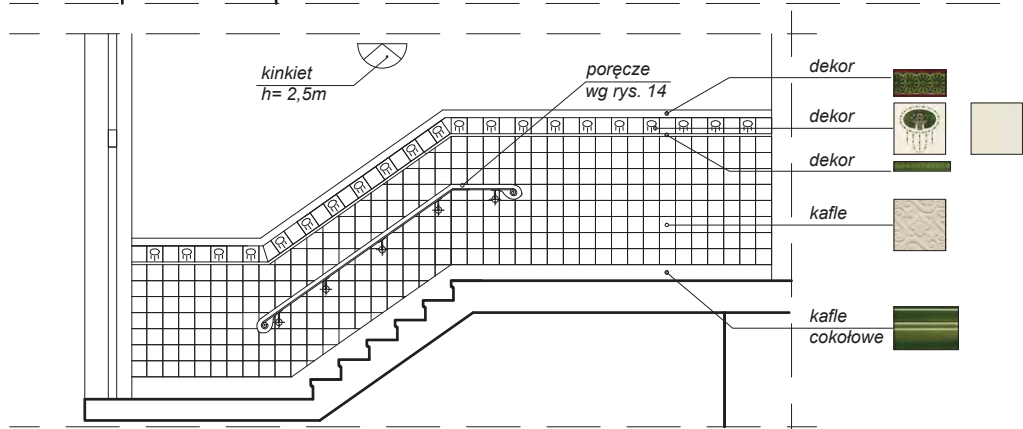 kinkiet
h= 2,5m
poręcze
wg rys. 14
dekor
dekor
dekor
kafle
kafle
cokołowe